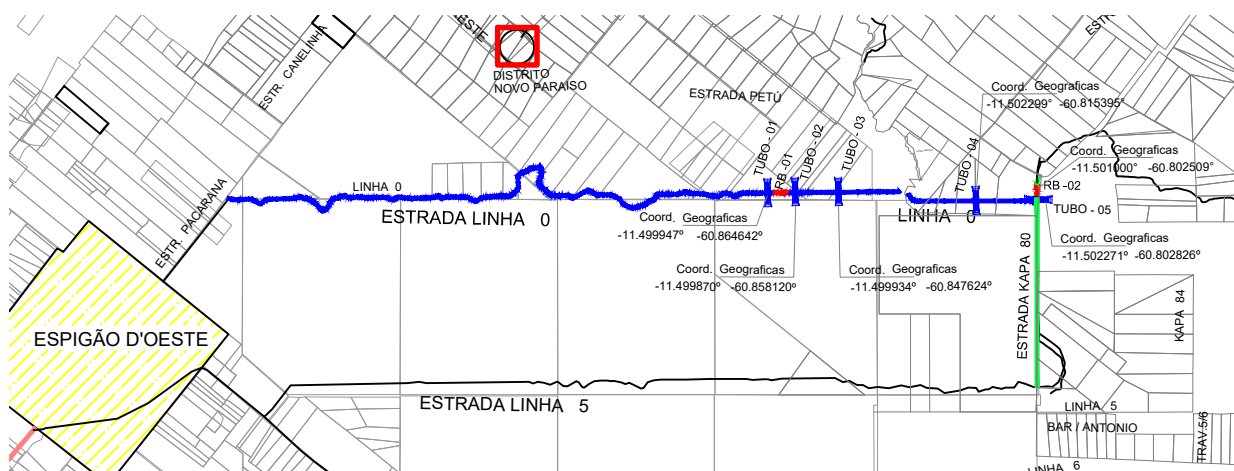 ESTR. CANELINHA
OESTE
DISTRITO
NOVO PARAISO
ESTRADA PETÚ
TUBO - 01
RB -01
TUBO - 02
TUBO - 03
TUBO - 04
Coord. Geograficas
-11.502299° -60.815395°
Coord. Geograficas
-11.501000° -60.802509°
RB -02
TUBO - 05
Coord. Geograficas
-11.502271° -60.802826º
LINHA 0
ESTRADA LINHA 0
LINHA 0
ESTR. PACARANA
Coord. Geograficas
-11.499947° -60.864642°
Coord. Geograficas
-11.499870° -60.858120º
Coord. Geograficas
-11.499934° -60.847624º
ESTRADA KAPA 80
KAPA 84
ESPIGÃO D'OESTE
ESTRADA LINHA 5
LINHA 5
BAR / ANTONIO
TRAV.5/6
LINHA 6